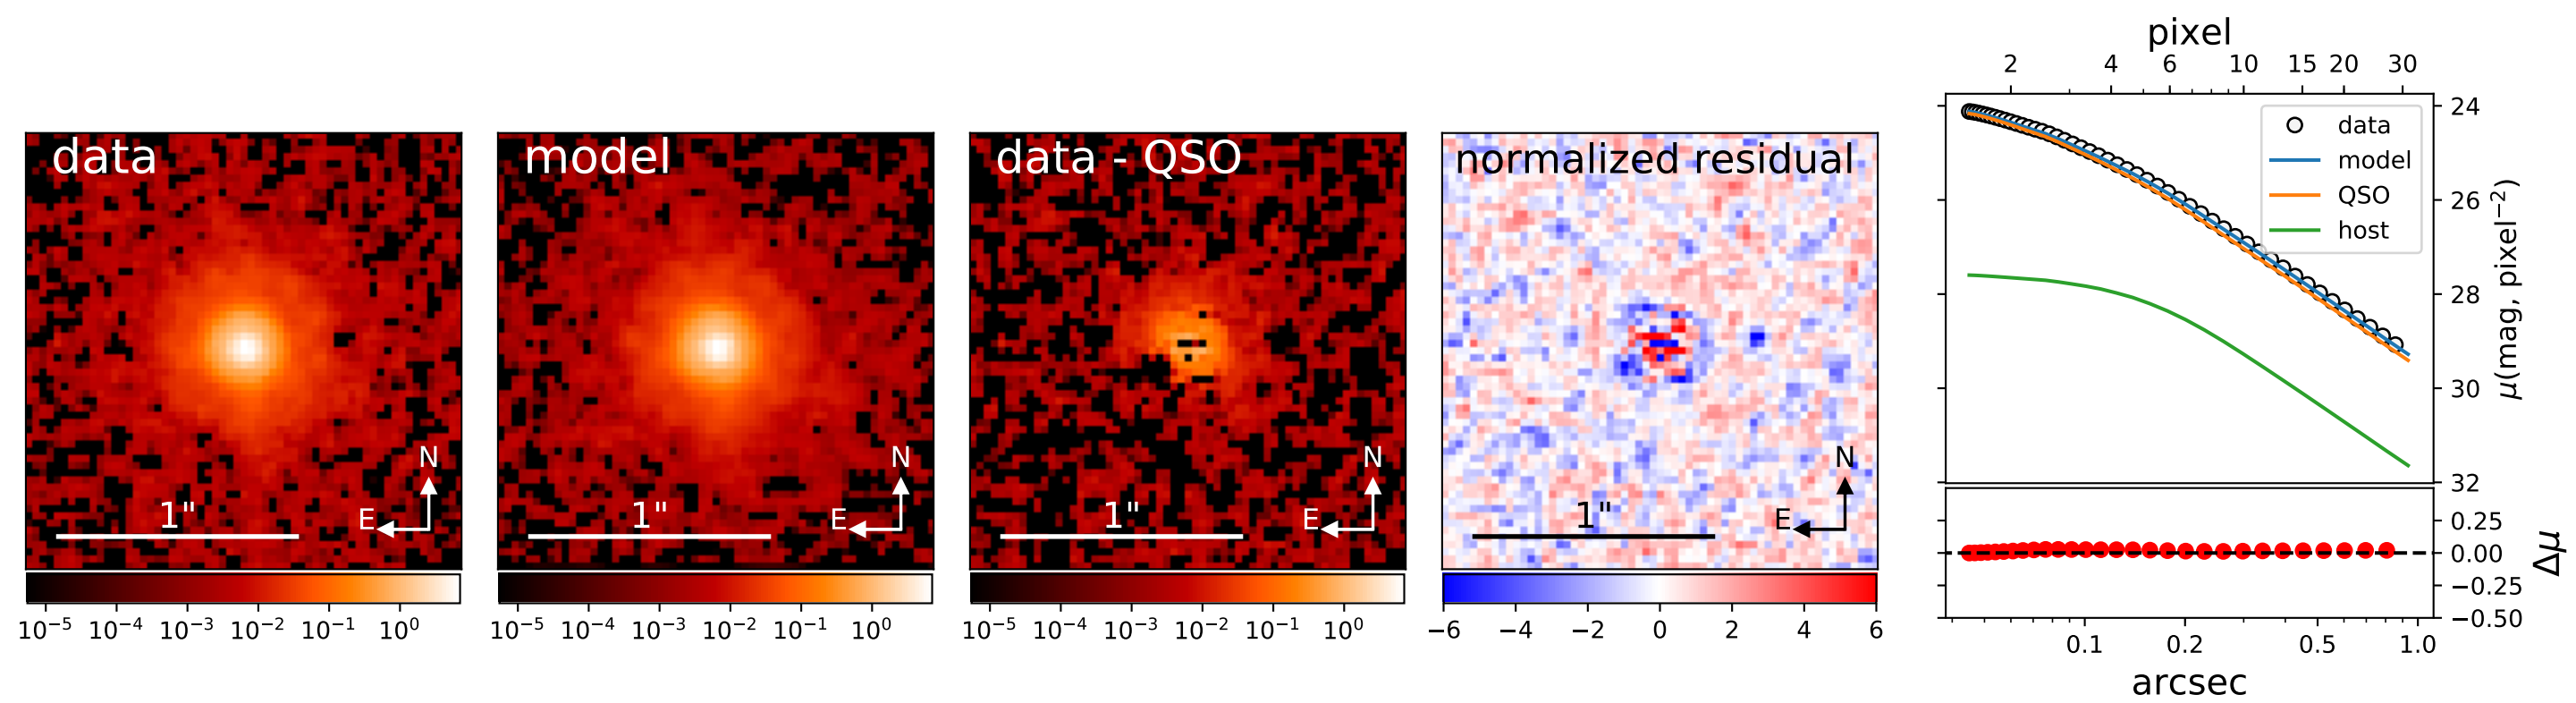 data
N
E
1"
10⁻⁵ 10⁻⁴ 10⁻³ 10⁻² 10⁻¹ 10⁰
model
N
E
1"
10⁻⁵ 10⁻⁴ 10⁻³ 10⁻² 10⁻¹ 10⁰
data - QSO
N
E
1"
10⁻⁵ 10⁻⁴ 10⁻³ 10⁻² 10⁻¹ 10⁰
normalized residual
N
E
1"
−6 −4 −2 0 2 4 6
pixel
2 4 6 10 15 20 30
data
model
QSO
host
24
26
28
30
32
μ(mag, pixel⁻²)
0.25
0.00
−0.25
−0.50
Δμ
0.1 0.2 0.5 1.0
arcsec